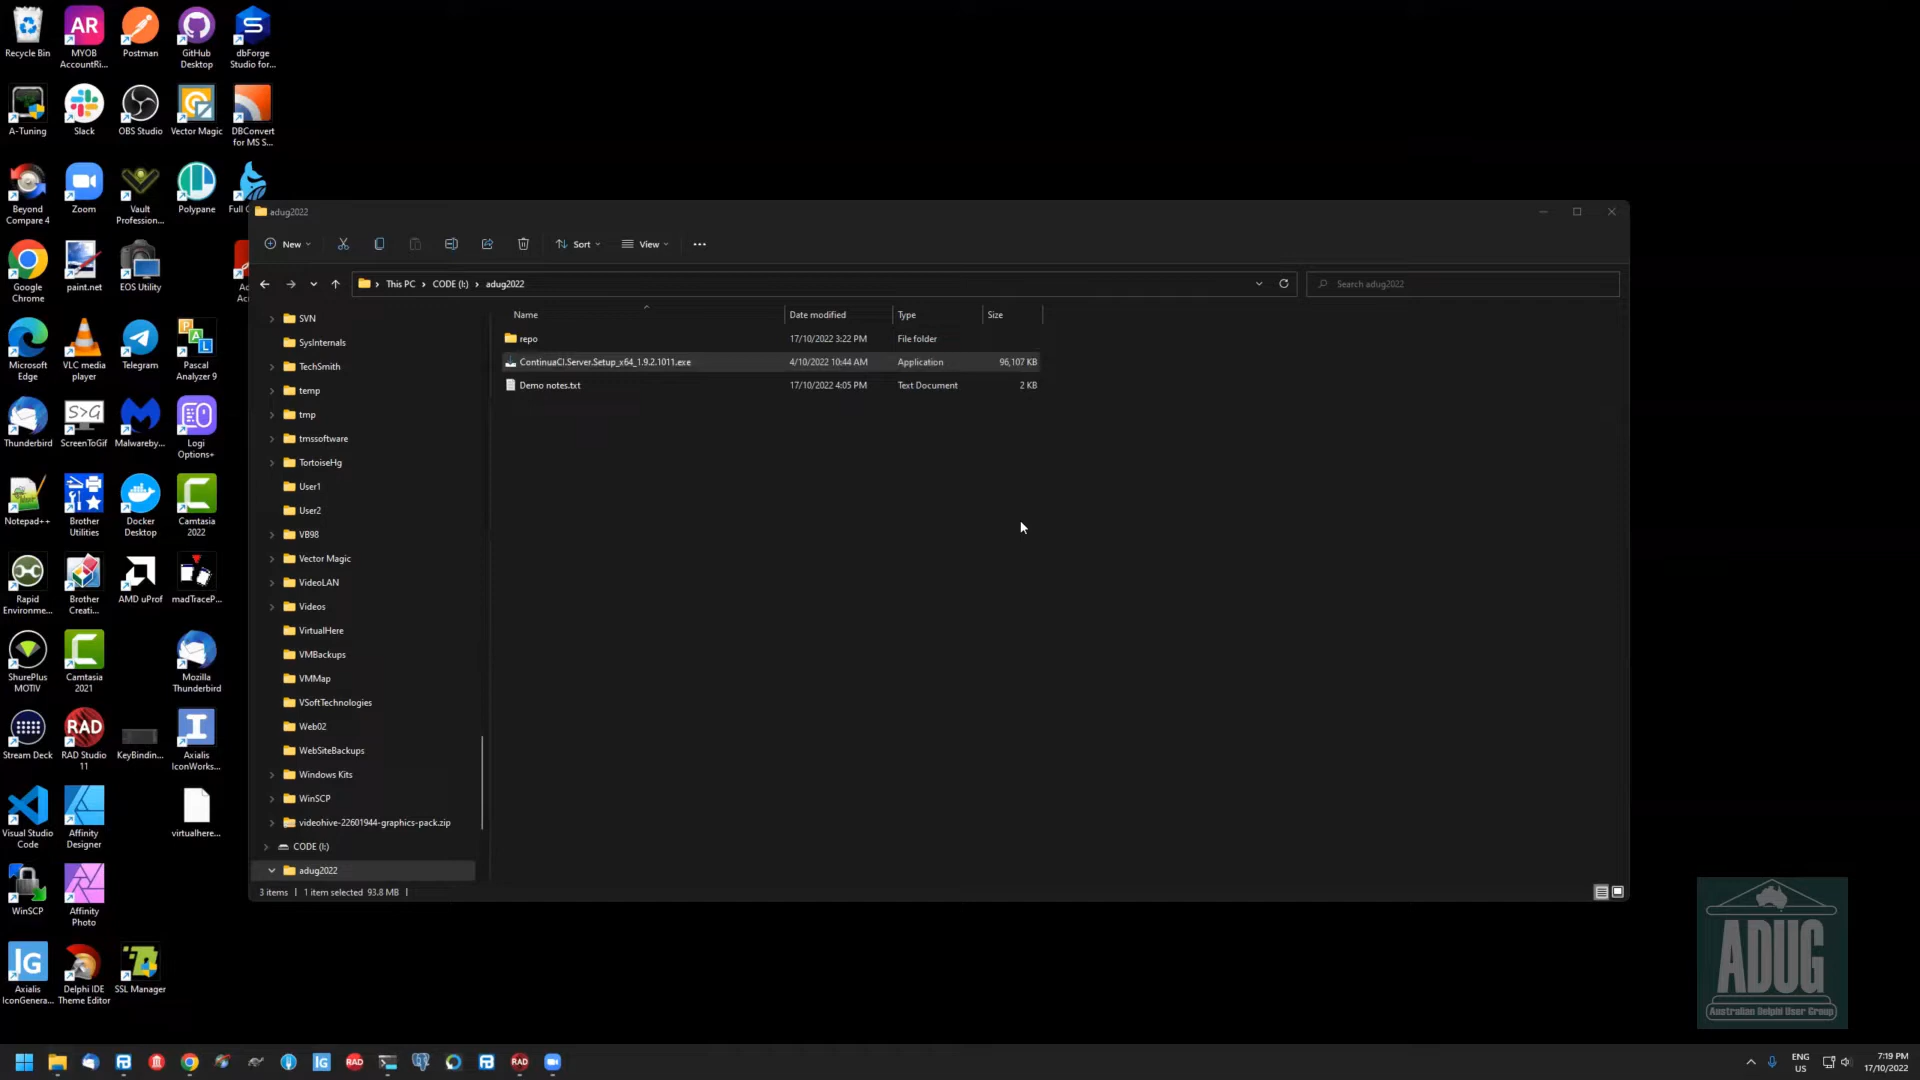 Recycle Bin
MYOB
AccountRi...
Postman
GitHub
Desktop
dbForge
Studio for...
A-Tuning
Slack
OBS Studio
Vector Magic
DBConvert
for MS S...
Beyond
Compare 4
Zoom
Vault
Profession...
Polypane
Full
Google
Chrome
paint.net
EOS Utility
Microsoft
Edge
VLC media
player
Telegram
Pascal
Analyzer 9
Thunderbird
ScreenToGif
Malwareby...
Logi
Options+
Notepad++
Brother
Utilities
Docker
Desktop
Camtasia
2022
Rapid
Environme...
Brother
Creati...
AMD uProf
madTraceP...
ShurePlus
MOTIV
Camtasia
2021
Mozilla
Thunderbird
Stream Deck
RAD Studio
11
KeyBindin...
Axialis
IconWorks...
Visual Studio
Code
Affinity
Designer
virtualhere...
WinSCP
Affinity
Photo
Axialis
IconGenera...
Delphi IDE
Theme Editor
SSL Manager
adug2022
New
Sort
View
This PC > CODE (I:) > adug2022
Search adug2022
SVN
SysInternals
TechSmith
temp
tmp
tmssoftware
TortoiseHg
User1
User2
VB98
Vector Magic
VideoLAN
Videos
VirtualHere
VMBackups
VMMap
VSoftTechnologies
Web02
WebSiteBackups
Windows Kits
WinSCP
videohive-22601944-graphics-pack.zip
CODE (I:)
adug2022
Name Date modified Type Size
repo 17/10/2022 3:22 PM File folder
ContinuaCI.Server.Setup_x64_1.9.2.1011.exe 4/10/2022 10:44 AM Application 96,107 KB
Demo notes.txt 17/10/2022 4:05 PM Text Document 2 KB
3 items 1 item selected 93.8 MB
ADUG
Australian Delphi User Group
ENG
US
7:19 PM
17/10/2022